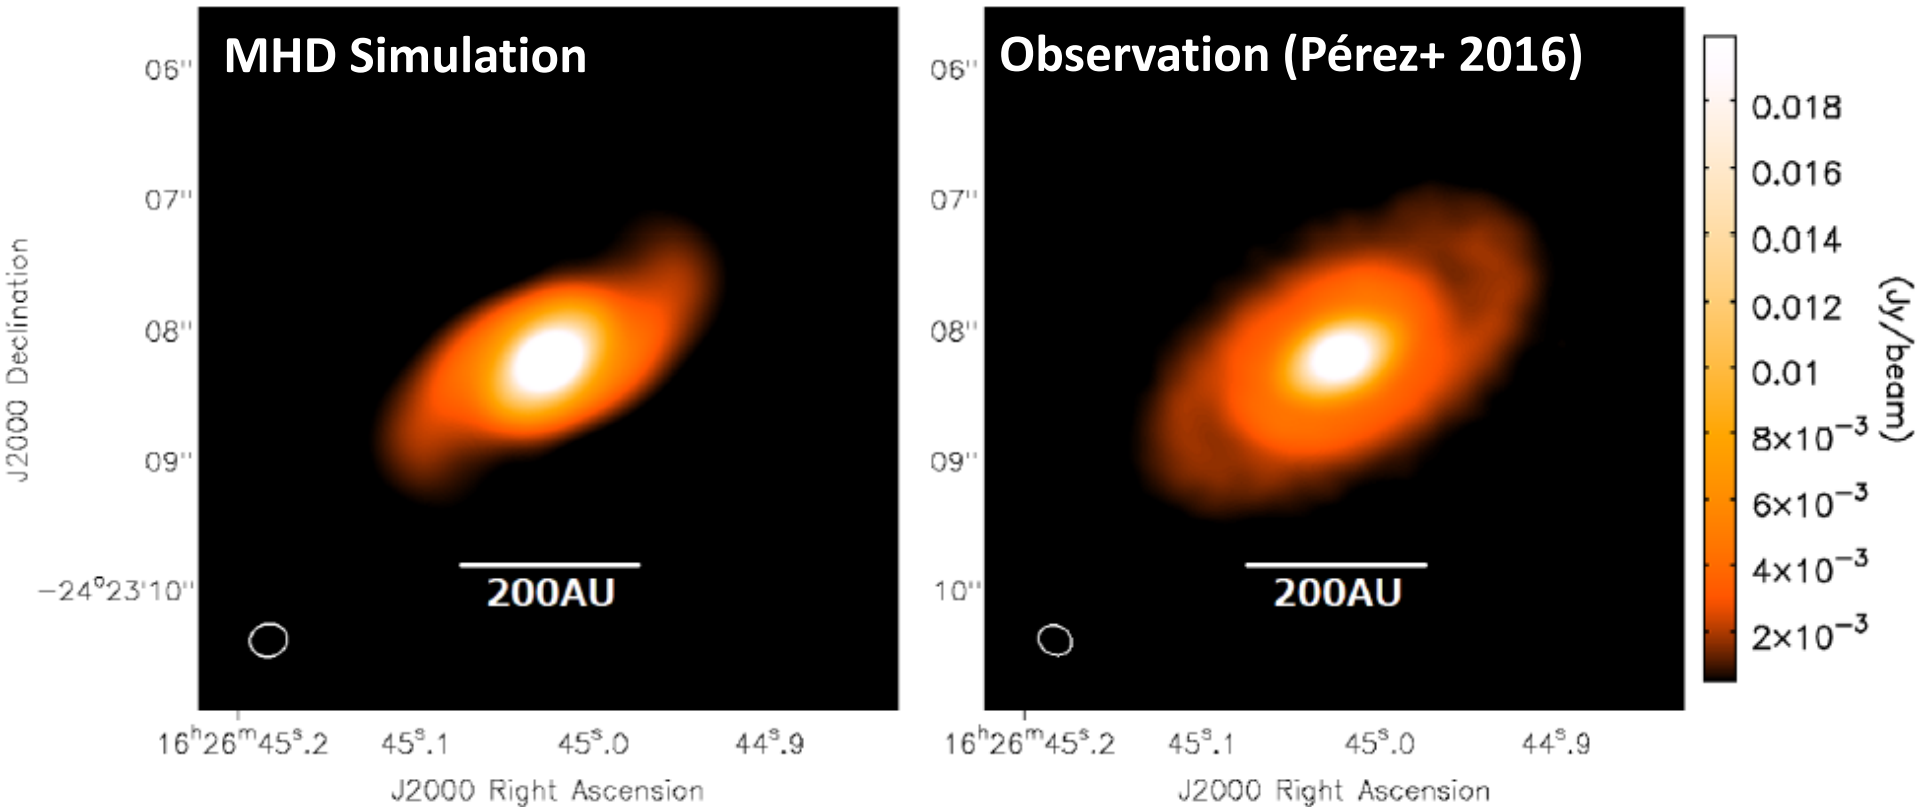 MHD Simulation
Observation (Pérez+ 2016)
06"
07"
08"
09"
−24°23'10"
J2000 Declination
200AU
16ʰ26ᵐ45ˢ.2
45ˢ.1
45ˢ.0
44ˢ.9
J2000 Right Ascension
06"
07"
08"
09"
10"
200AU
16ʰ26ᵐ45ˢ.2
45ˢ.1
45ˢ.0
44ˢ.9
J2000 Right Ascension
0.018
0.016
0.014
0.012
0.01
8×10⁻³
6×10⁻³
4×10⁻³
2×10⁻³
(Jy/beam)